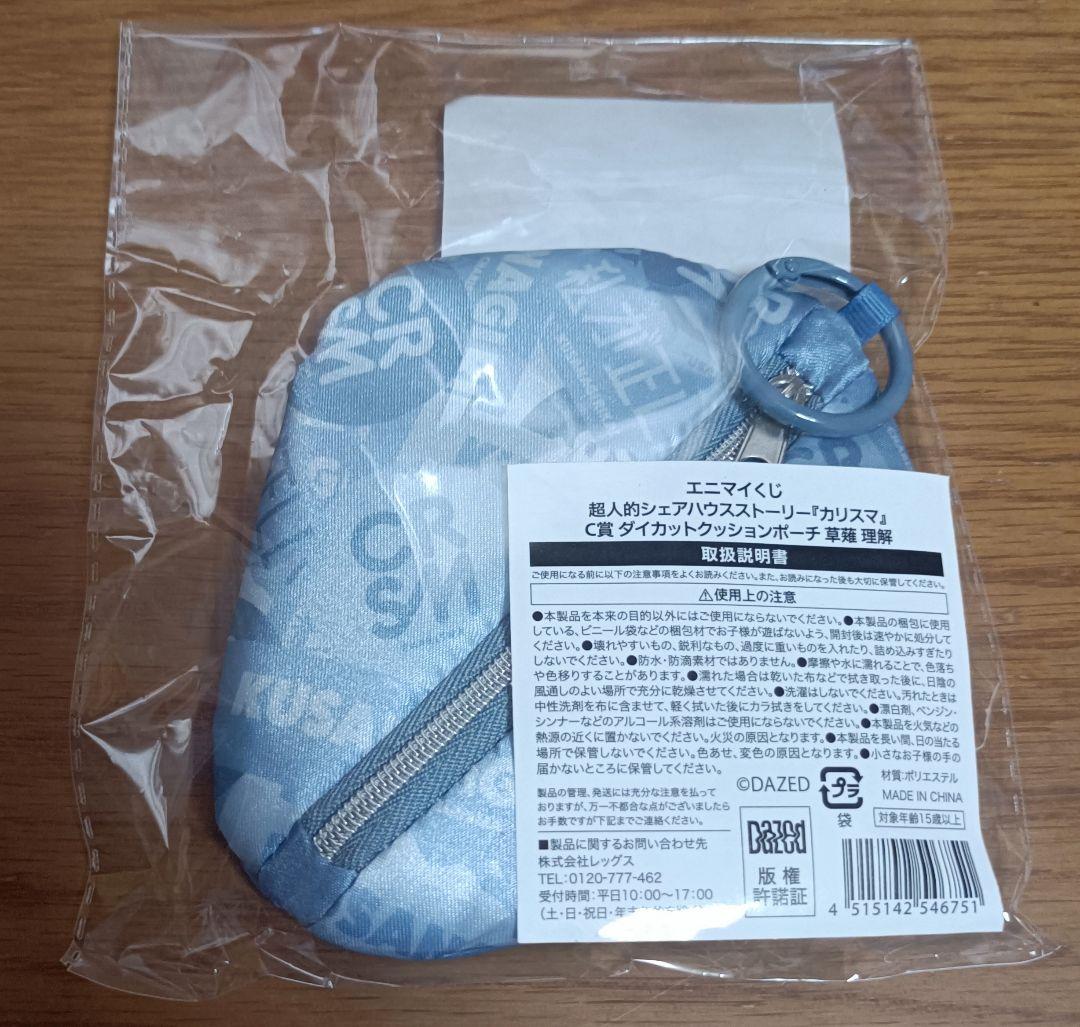 CR
M
NAGI
理解
KUSA
エニマイくじ
超人的シェアハウスストーリー『カリスマ』
C賞 ダイカットクッションポーチ 草薙 理解
取扱説明書
ご使用になる前に以下の注意事項をよくお読みください。また、お読みになった後も大切に保管してください。
⚠使用上の注意
●本製品を本来の目的以外にはご使用にならないでください。●本製品の梱包に使用
している、ビニール袋などの梱包材でお子様が遊ばないよう、開封後は速やかに処分して
ください。●壊れやすいもの、鋭利なもの、過度に重いものを入れたり、詰め込みすぎたり
しないでください。●防水・防滴素材ではありません。●摩擦や水に濡れることで、色落ち
や色移りすることがあります。●濡れた場合は乾いた布などで拭き取った後に、日陰の
風通しのよい場所で充分に乾燥させてください。●洗濯はしないでください。汚れたときは
中性洗剤を布に含ませて、軽く拭いた後にカラ拭きをしてください。●漂白剤、ベンジン・
シンナーなどのアルコール系溶剤はご使用にならないでください。●本製品を火気などの
熱源の近くに置かないでください。火災の原因となります。●本製品を長い間、日の当たる
場所で保管しないでください。色あせ、変色の原因となります。●小さなお子様の手の
届かないところに保管してください。
製品の管理、発送には充分な注意を払って
おりますが、万一不都合な点がございましたら
お手数ですが下記までご連絡ください。
■製品に関するお問い合わせ先
株式会社レッグス
TEL:0120-777-462
受付時間:平日10:00〜17:00
(土・日・祝日・年末
©DAZED
プラ
袋
材質:ポリエステル
MADE IN CHINA
対象年齢15歳以上
Dazed
版権
許諾証
4 515142 546751